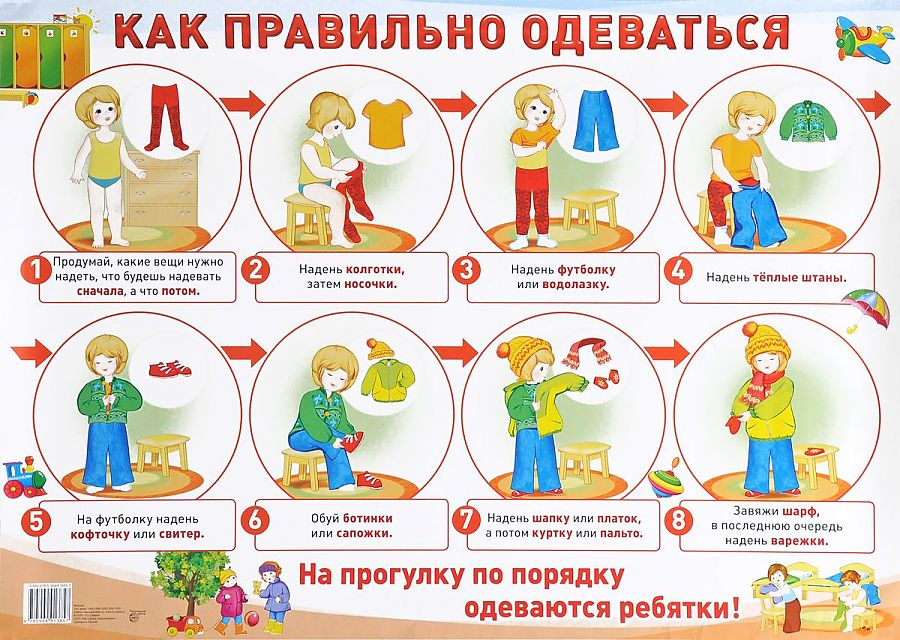 КАК ПРАВИЛЬНО ОДЕВАТЬСЯ
1
Продумай, какие вещи нужно
надеть, что будешь надевать
сначала, а что потом.
2
Надень колготки,
затем носочки.
3
Надень футболку
или водолазку.
4
Надень тёплые штаны.
5
На футболку надень
кофточку или свитер.
6
Обуй ботинки
или сапожки.
7
Надень шапку или платок,
а потом куртку или пальто.
8
Завяжи шарф,
в последнюю очередь
надень варежки.
На прогулку по порядку
одеваются ребятки!